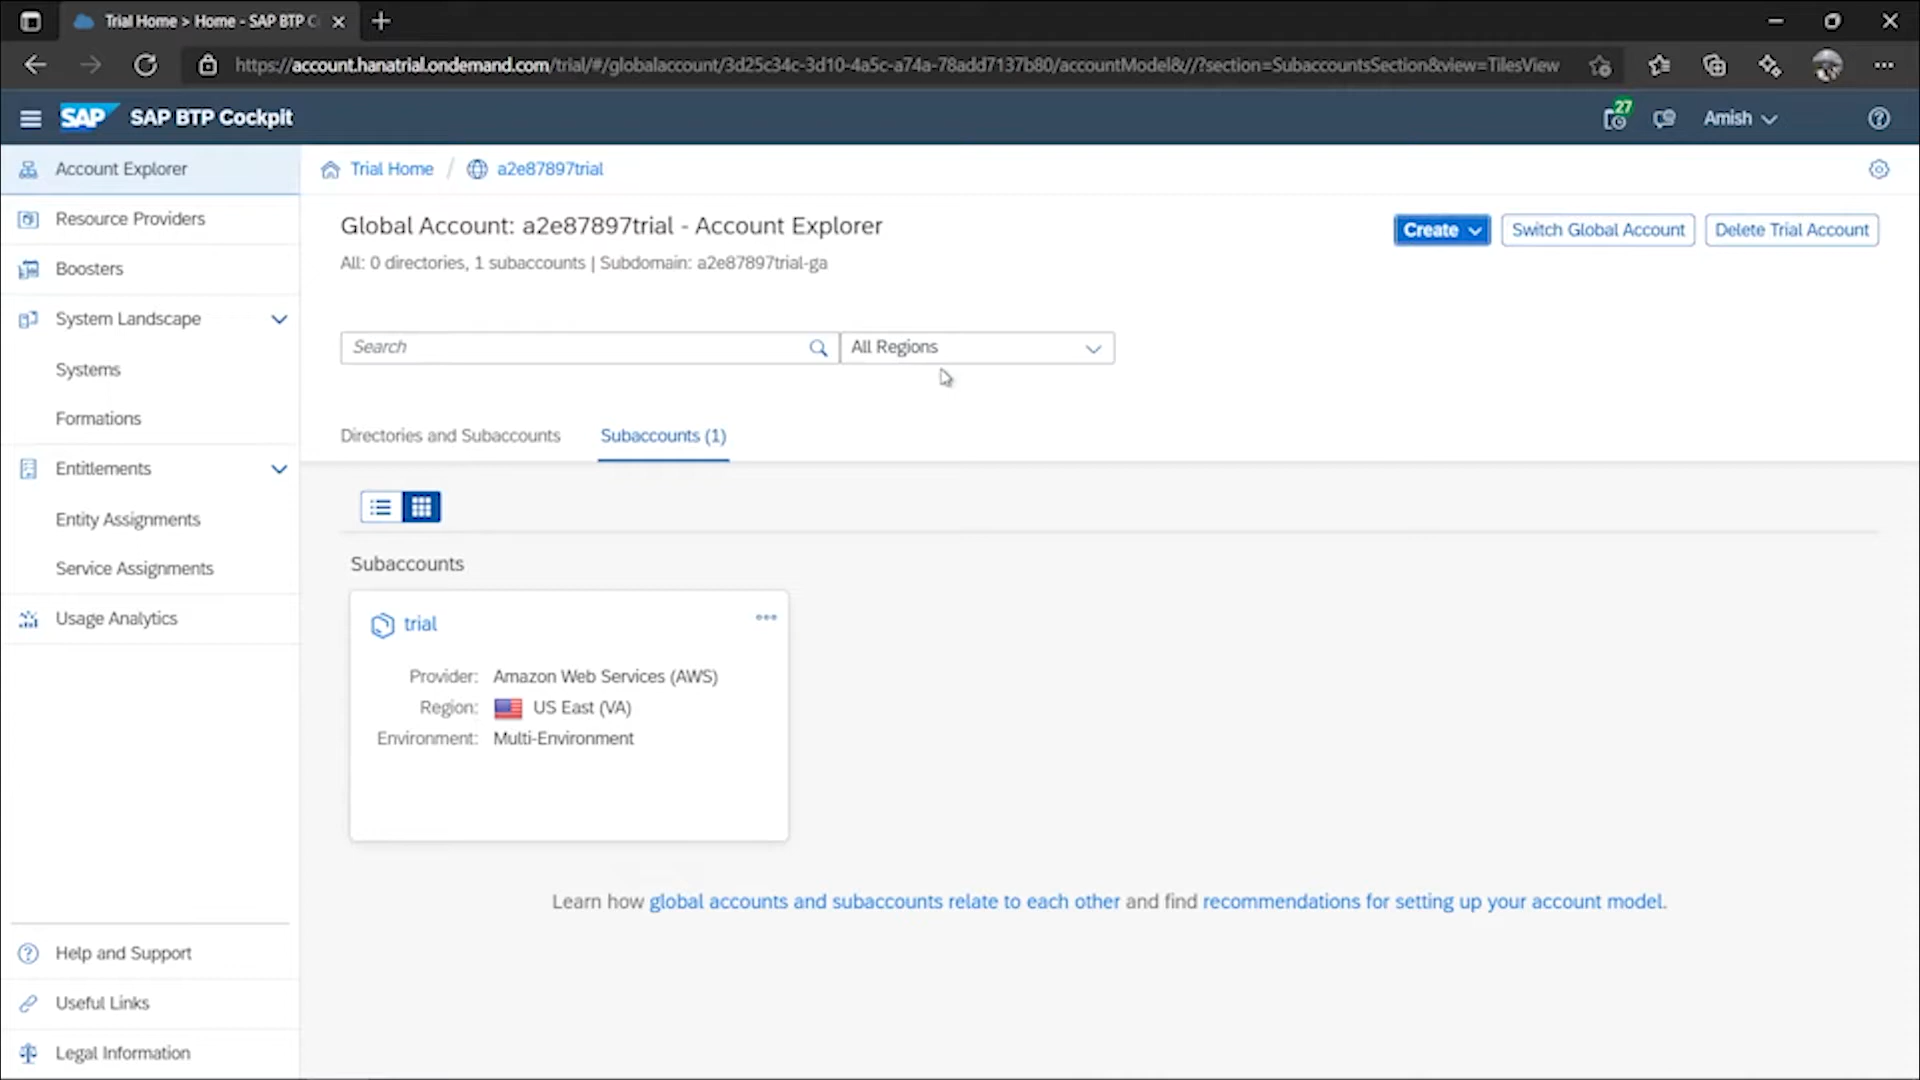 Trial Home > Home - SAP BTP C
https://account.hanatrial.ondemand.com/trial/#/globalaccount/3d25c34c-3d10-4a5c-a74a-78add7137b80/accountModel&///?section=SubaccountsSection&view=TilesView
SAP SAP BTP Cockpit
27
Amish
Account Explorer
Resource Providers
Boosters
System Landscape
Systems
Formations
Entitlements
Entity Assignments
Service Assignments
Usage Analytics
Help and Support
Useful Links
Legal Information
Trial Home / a2e87897trial
Global Account: a2e87897trial - Account Explorer
All: 0 directories, 1 subaccounts | Subdomain: a2e87897trial-ga
Create
Switch Global Account
Delete Trial Account
Search
All Regions
Directories and Subaccounts
Subaccounts (1)
Subaccounts
trial
Provider: Amazon Web Services (AWS)
Region: US East (VA)
Environment: Multi-Environment
Learn how global accounts and subaccounts relate to each other and find recommendations for setting up your account model.